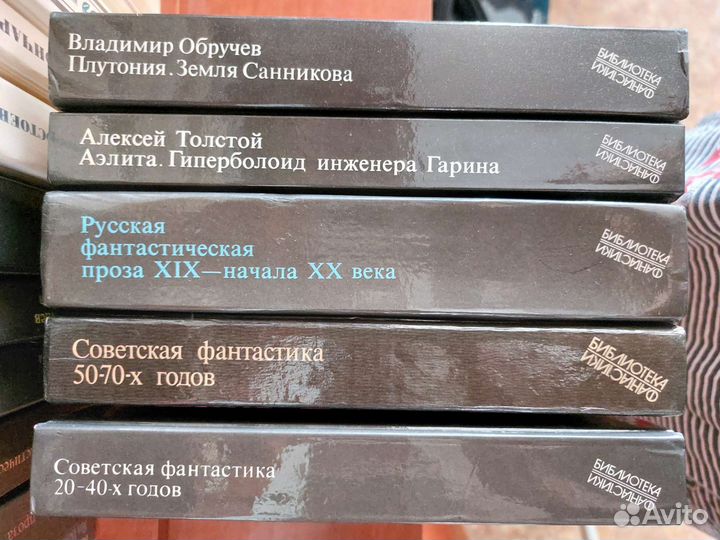 Владимир Обручев
Плутония. Земля Санникова
БИБЛИОТЕКА
ФАНТАСТИКИ
Алексей Толстой
Аэлита. Гиперболоид инженера Гарина
БИБЛИОТЕКА
ФАНТАСТИКИ
Русская
фантастическая
проза XIX—начала XX века
БИБЛИОТЕКА
ФАНТАСТИКИ
Советская фантастика
50-70-х годов
БИБЛИОТЕКА
ФАНТАСТИКИ
Советская фантастика
20-40-х годов
БИБЛИОТЕКА
ФАНТАСТИКИ
Avito